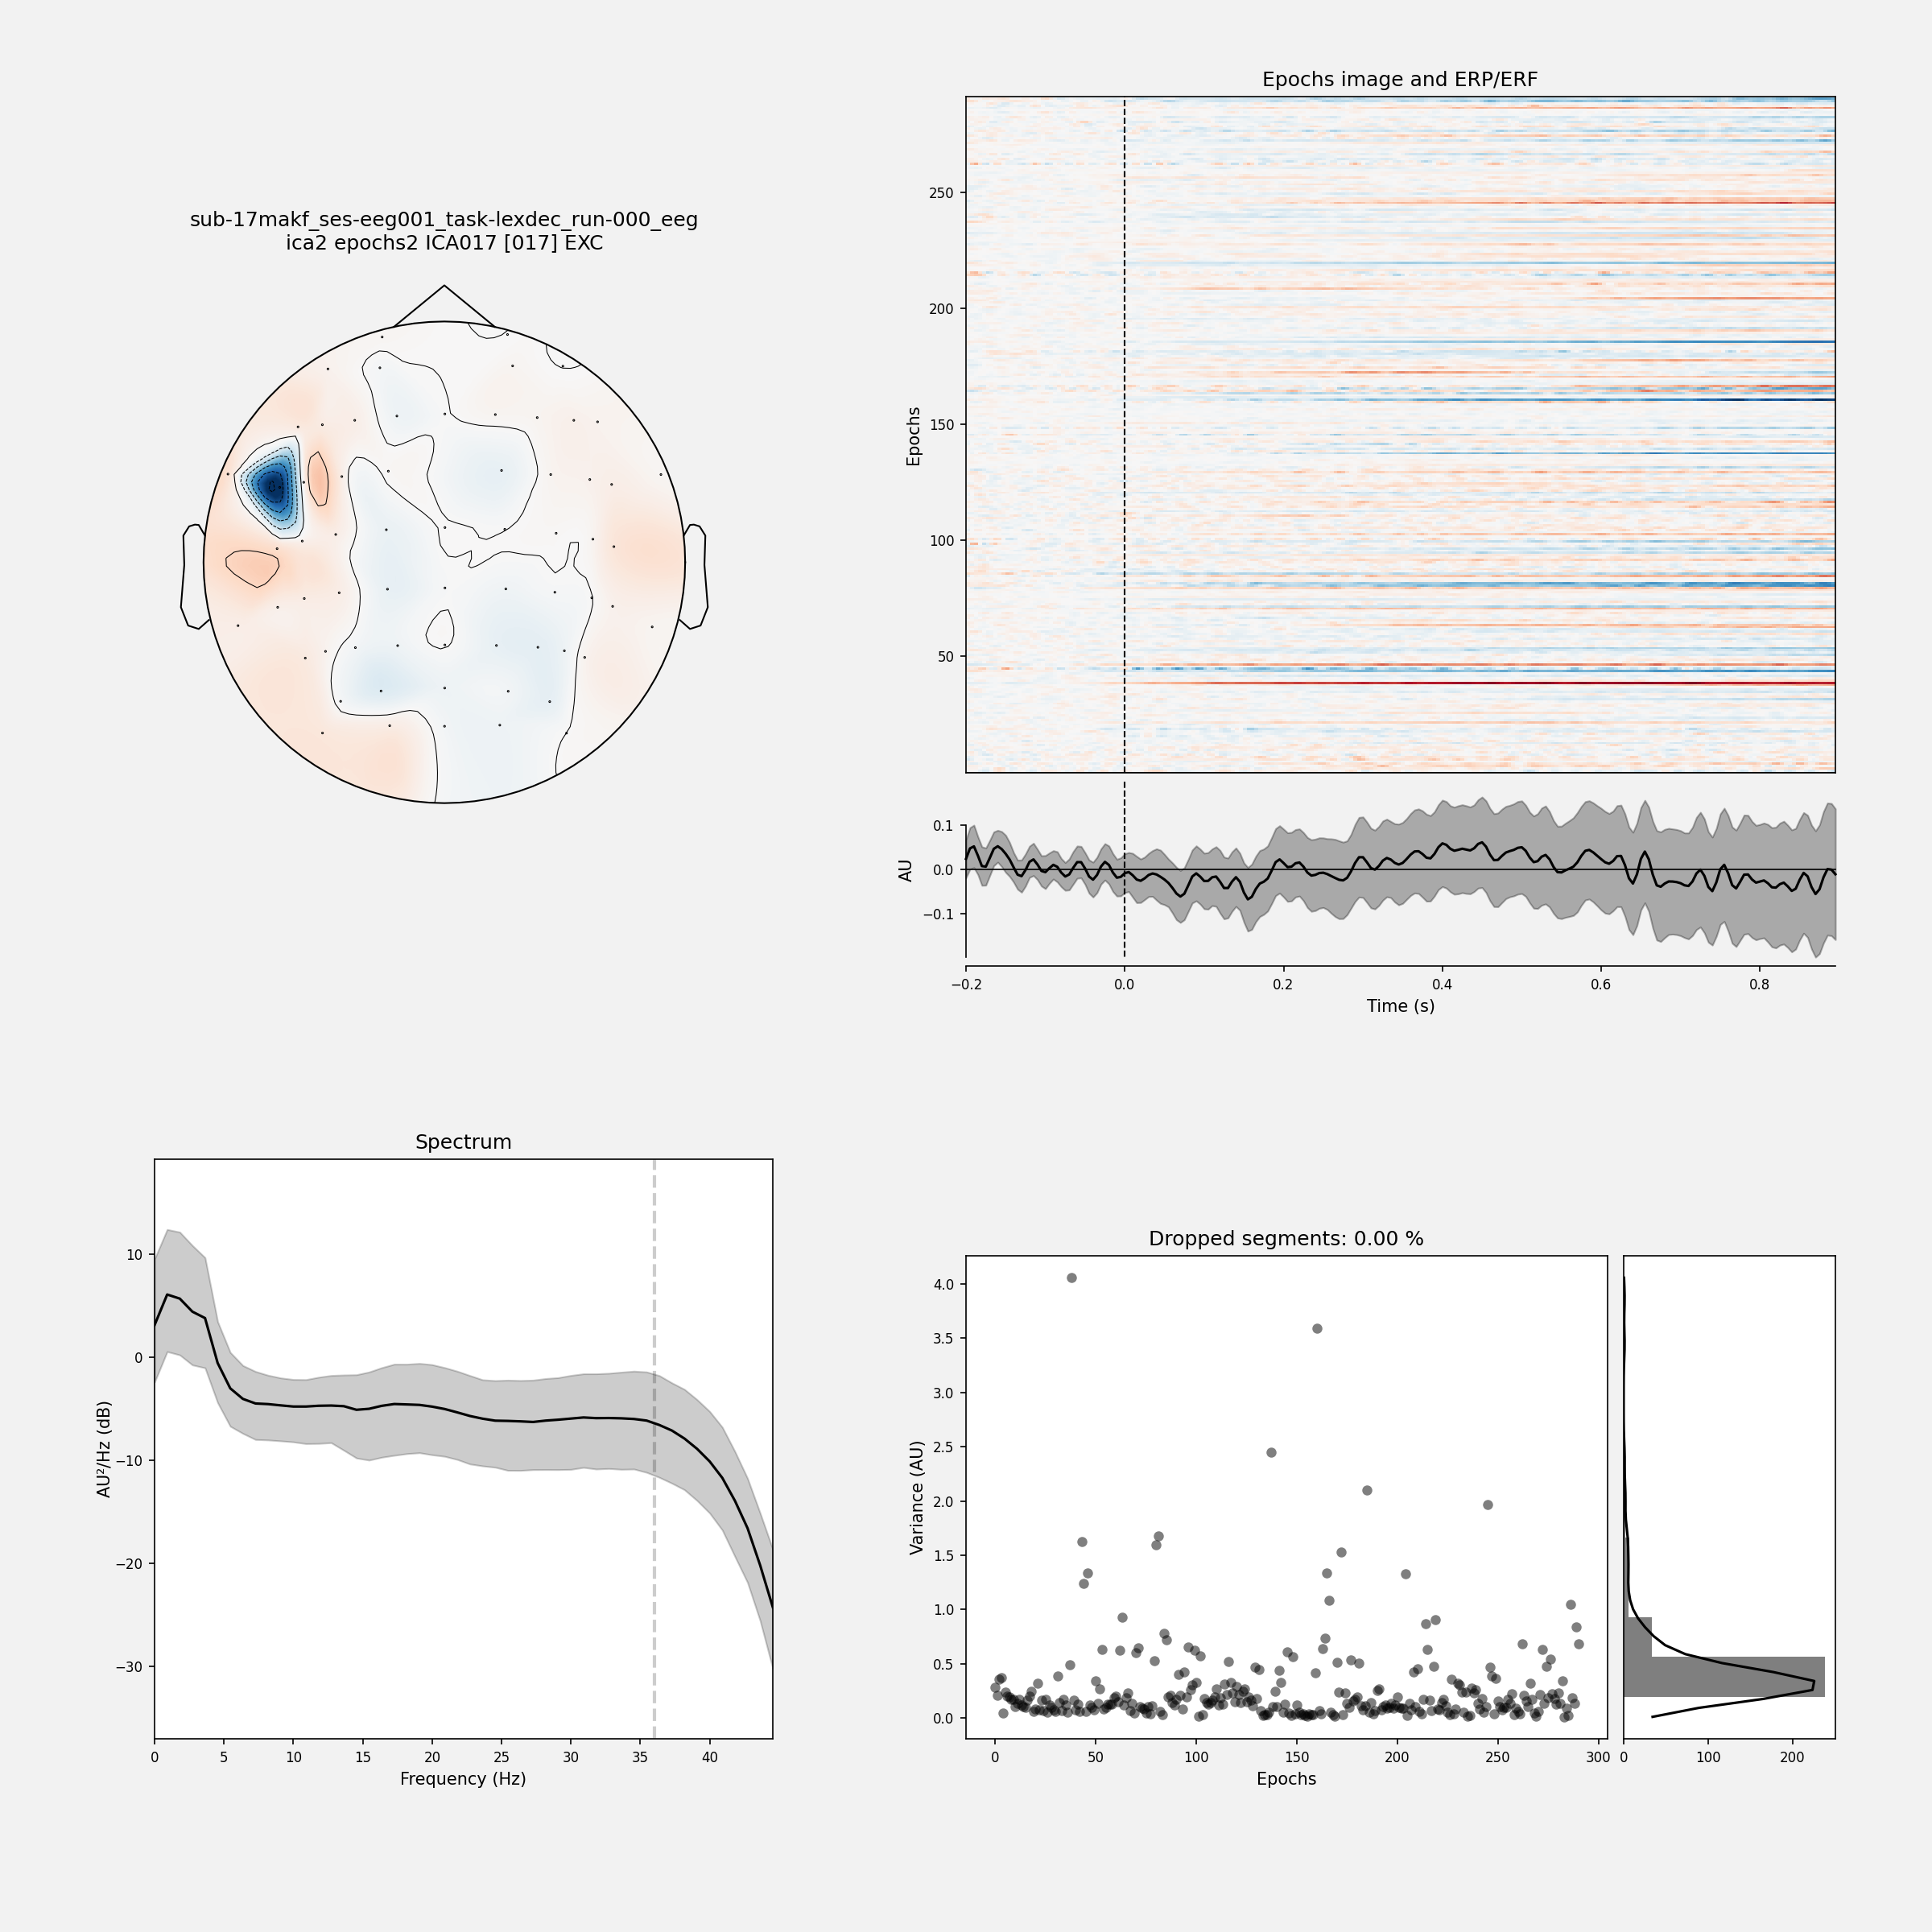 sub-17makf_ses-eeg001_task-lexdec_run-000_eeg
ica2 epochs2 ICA017 [017] EXC
Epochs image and ERP/ERF
Epochs
250
200
150
100
50
AU
0.1
0.0
−0.1
−0.2 0.0 0.2 0.4 0.6 0.8
Time (s)
Spectrum
AU²/Hz (dB)
10
0
−10
−20
−30
0 5 10 15 20 25 30 35 40
Frequency (Hz)
Dropped segments: 0.00 %
Variance (AU)
4.0
3.5
3.0
2.5
2.0
1.5
1.0
0.5
0.0
0 50 100 150 200 250 300
Epochs
0 100 200